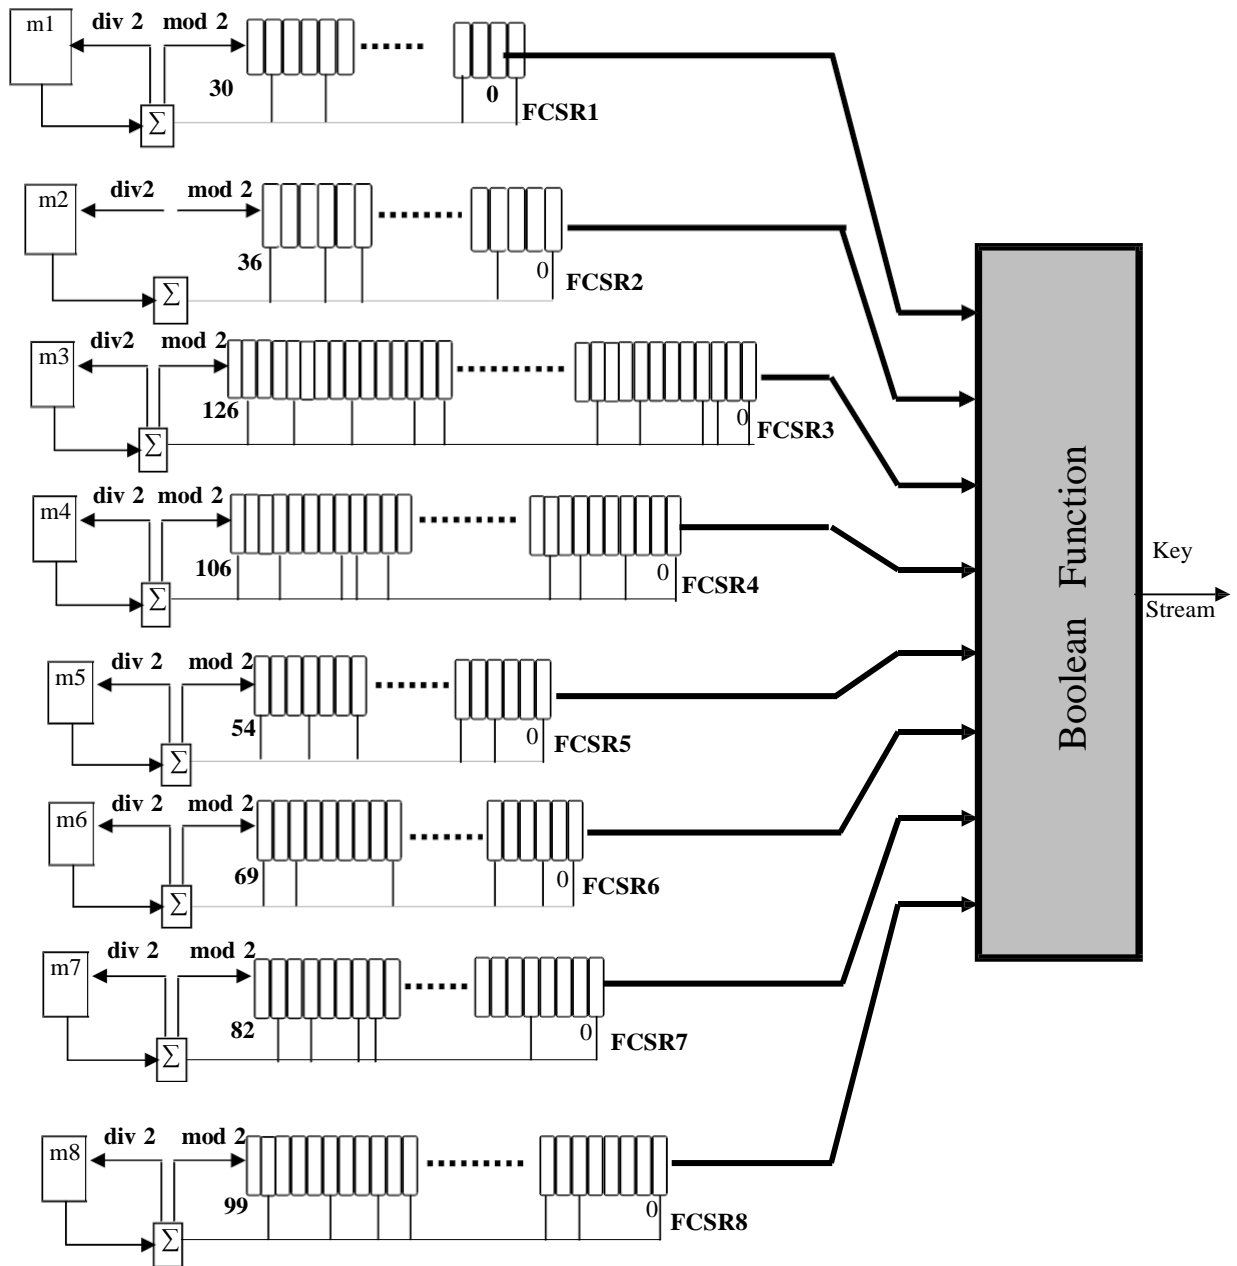 m1 div 2 mod 2
30 0 FCSR1
Σ
m2 div2 mod 2
36 0 FCSR2
Σ
m3 div2 mod 2
126 0 FCSR3
Σ
m4 div 2 mod 2
106 0 FCSR4
Σ
m5 div 2 mod 2
54 0 FCSR5
Σ
m6 div 2 mod 2
69 0 FCSR6
Σ
m7 div 2 mod 2
82 0 FCSR7
Σ
m8 div 2 mod 2
99 0 FCSR8
Σ
Boolean Function
Key
Stream